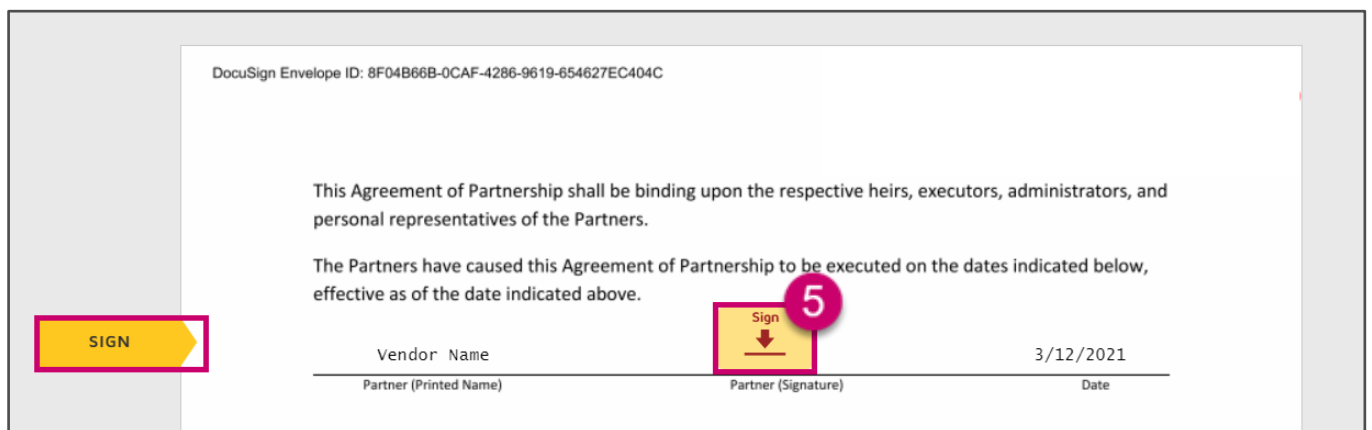 DocuSign Envelope ID: 8F04B66B-0CAF-4286-9619-654627EC404C
This Agreement of Partnership shall be binding upon the respective heirs, executors, administrators, and
personal representatives of the Partners.
The Partners have caused this Agreement of Partnership to be executed on the dates indicated below,
effective as of the date indicated above.
5
Sign
SIGN
Vendor Name
3/12/2021
Partner (Printed Name)
Partner (Signature)
Date